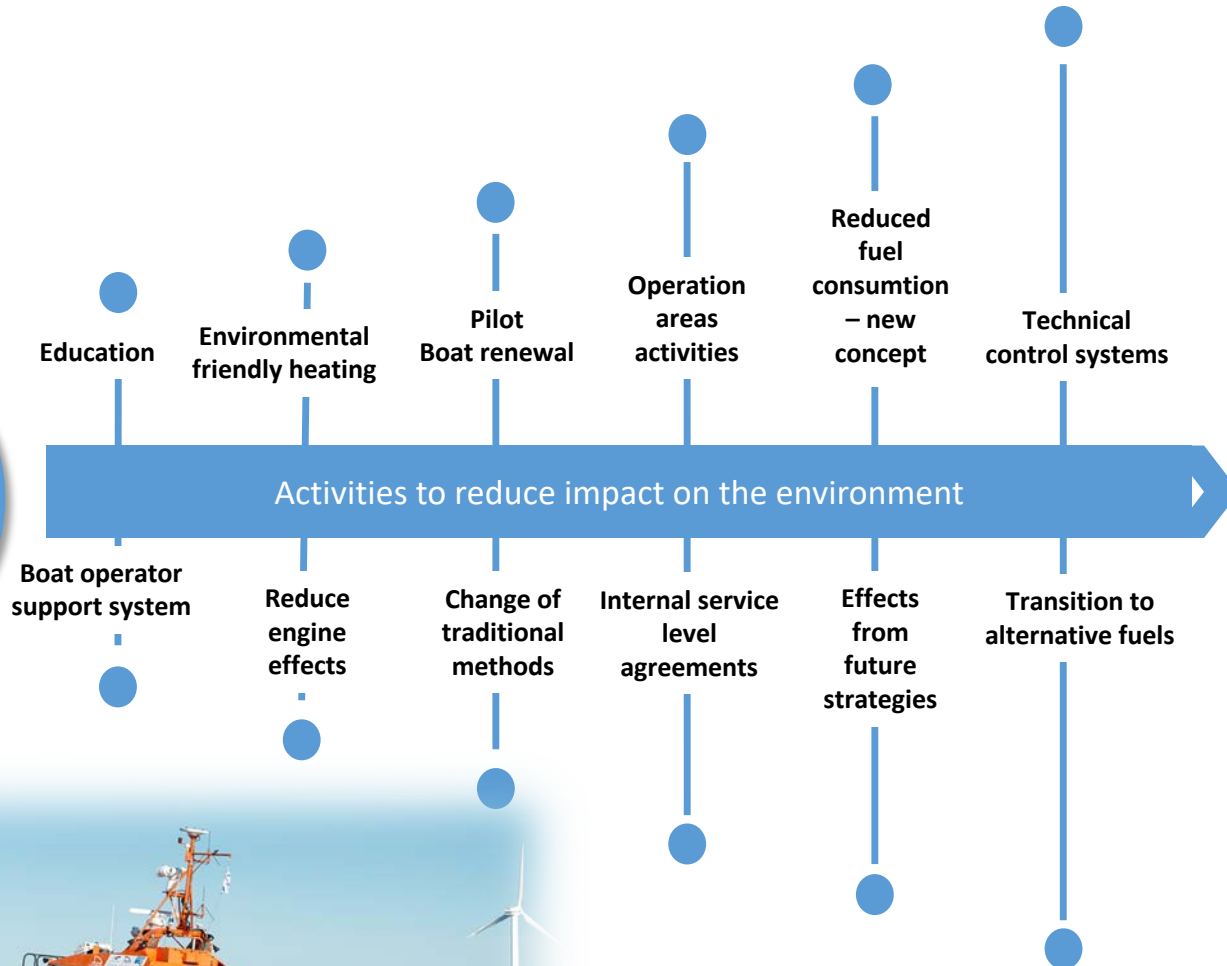 Education
Environmental
friendly heating
Pilot
Boat renewal
Operation
areas
activities
Reduced
fuel
consumtion
– new
concept
Technical
control systems
Activities to reduce impact on the environment
Boat operator
support system
Reduce
engine
effects
Change of
traditional
methods
Internal service
level
agreements
Effects
from
future
strategies
Transition to
alternative fuels